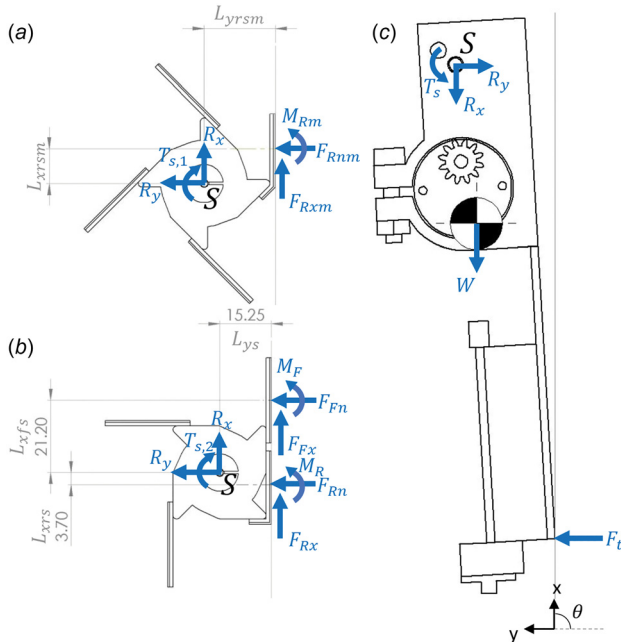 (a)
L_yrsm
L_xrsm
T_s,1
R_x
R_y
S
M_Rm
F_Rnm
F_Rxm
(b)
15.25
L_ys
L_xfs
21.20
L_xrs
3.70
T_s,2
R_x
R_y
S
M_F
F_Fn
F_Fx
M_R
F_Rn
F_Rx
(c)
S
T_s
R_y
R_x
W
F_t
x
y
θ